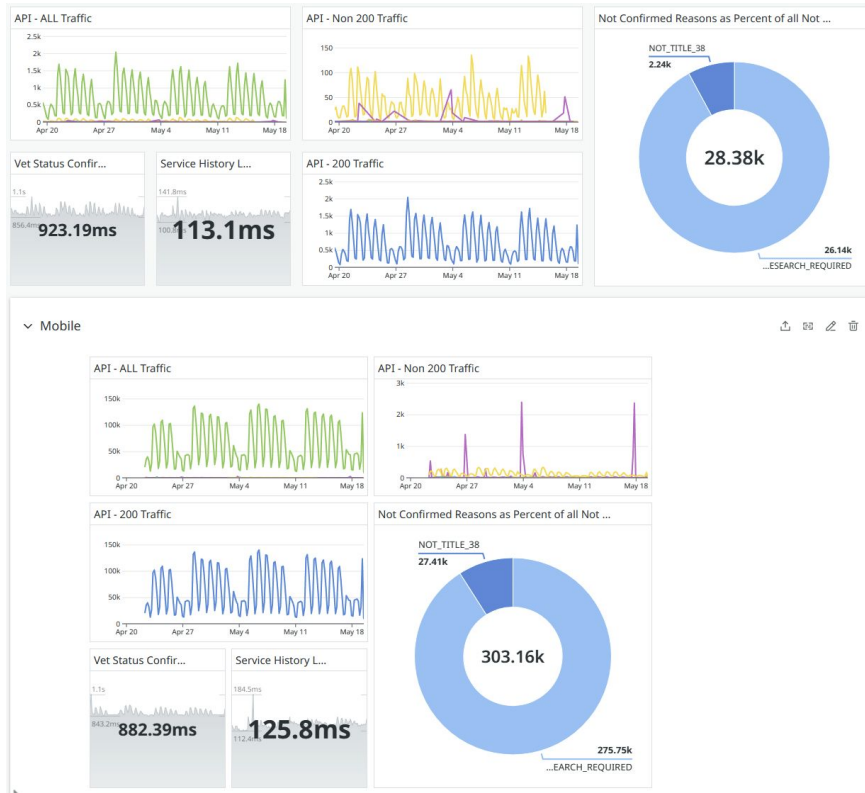 API - ALL Traffic
2.5k
2k
1.5k
1k
0.5k
0
Apr 20 Apr 27 May 4 May 11 May 18
API - Non 200 Traffic
150
100
50
0
Apr 20 Apr 27 May 4 May 11 May 18
Not Confirmed Reasons as Percent of all Not ...
NOT_TITLE_38
2.24k
28.38k
26.14k
...ESEARCH_REQUIRED
Vet Status Confir...
1.1s
856.4ms
923.19ms
Service History L...
141.8ms
113.1ms
API - 200 Traffic
2.5k
2k
1.5k
1k
0.5k
0
Apr 20 Apr 27 May 4 May 11 May 18
Mobile
API - ALL Traffic
150k
100k
50k
0
Apr 20 Apr 27 May 4 May 11 May 18
API - Non 200 Traffic
3k
2k
1k
0
Apr 20 Apr 27 May 4 May 11 May 18
API - 200 Traffic
150k
100k
50k
0
Apr 20 Apr 27 May 4 May 11 May 18
Not Confirmed Reasons as Percent of all Not ...
NOT_TITLE_38
27.41k
303.16k
275.75k
...EARCH_REQUIRED
Vet Status Confir...
1.1s
843.2ms
882.39ms
Service History L...
184.5ms
112.4ms
125.8ms